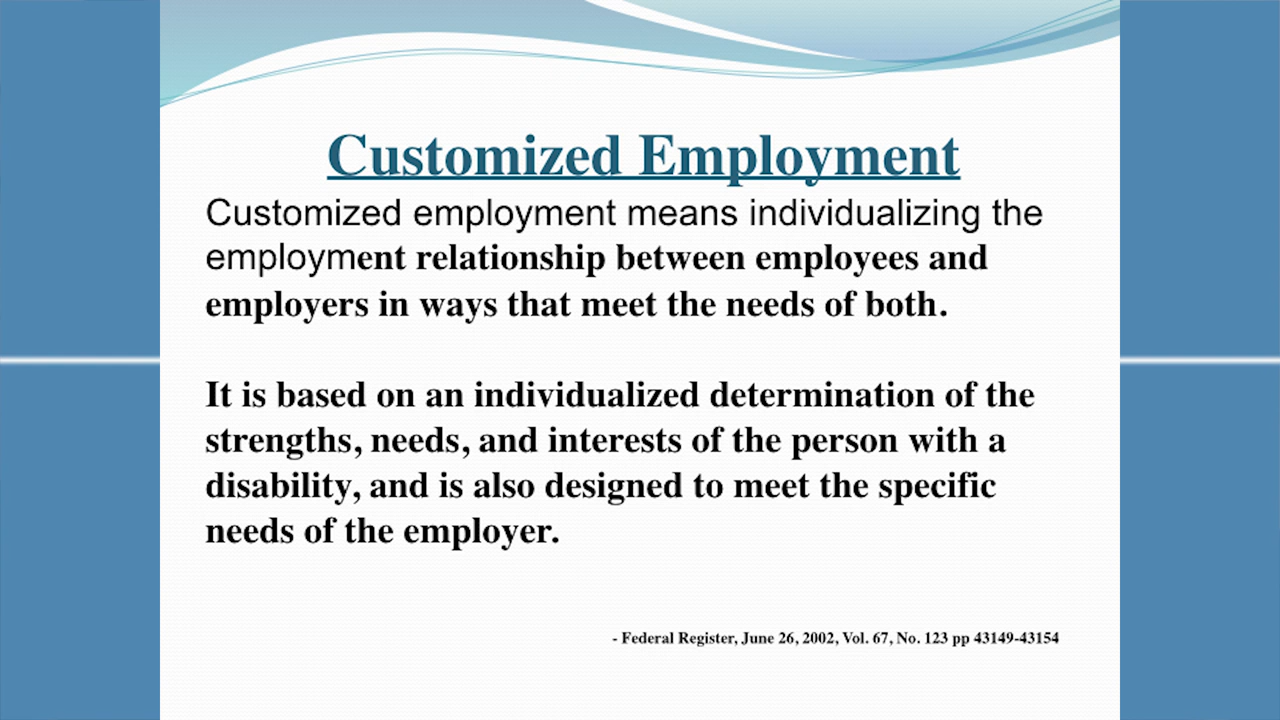 Customized Employment
Customized employment means individualizing the
employment relationship between employees and
employers in ways that meet the needs of both.
It is based on an individualized determination of the
strengths, needs, and interests of the person with a
disability, and is also designed to meet the specific
needs of the employer.
- Federal Register, June 26, 2002, Vol. 67, No. 123 pp 43149-43154